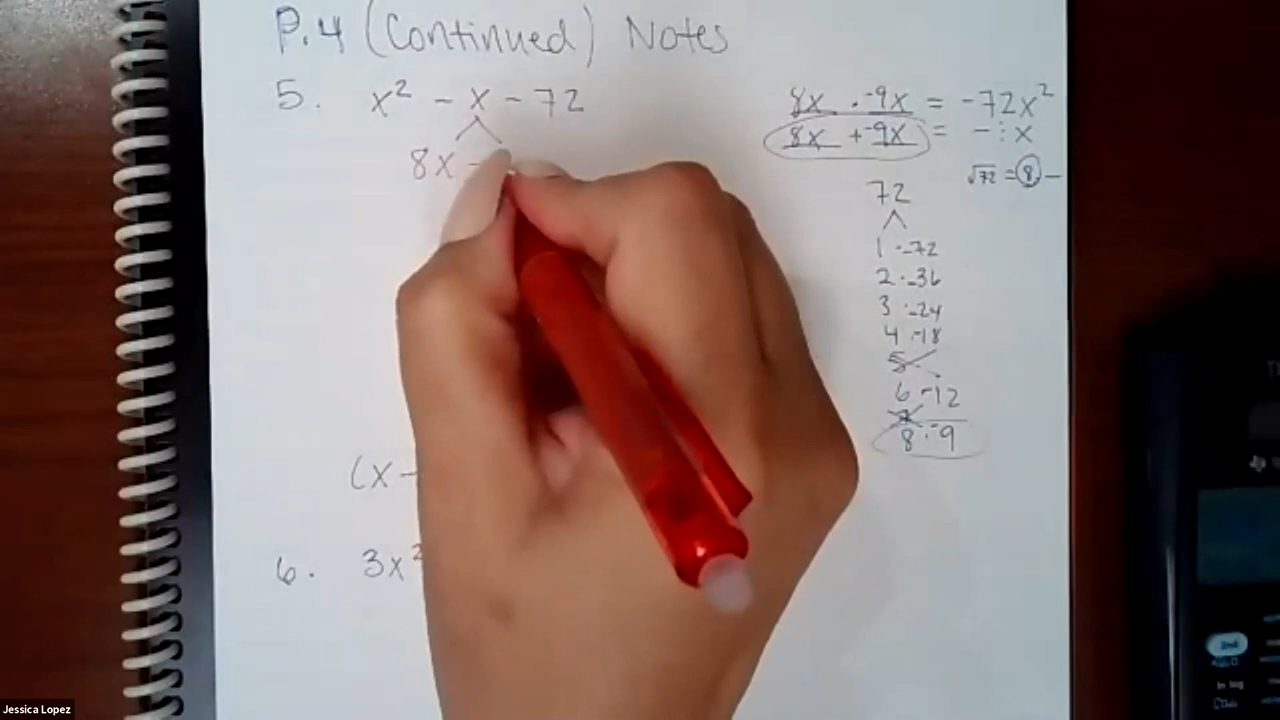 P.4 (Continued) Notes
5. x² - x - 72
8x -
8x · -9x = -72x²
8x + -9x = -1x
√72 = 8 -
72
1 · -72
2 · -36
3 · -24
4 · -18
5
6 -12
7
8 · -9
(x -
6. 3x²
2nd
Jessica Lopez